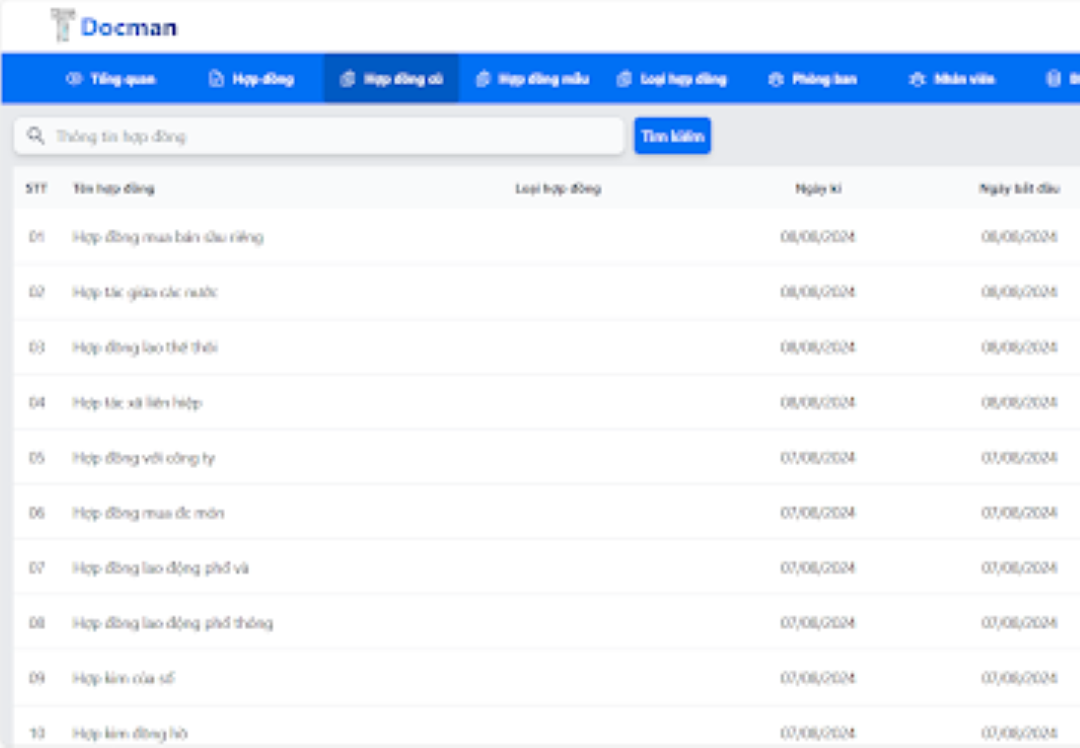 Docman
Tổng quan Hợp đồng Hợp đồng cũ Hợp đồng mẫu Loại hợp đồng Phòng ban Nhân viên
Thông tin hợp đồng Tìm kiếm
STT Tên hợp đồng Loại hợp đồng Ngày kí Ngày bắt đầu
01 Hợp đồng mua bán sầu riêng 08/08/2024 08/08/2024
02 Hợp tác giữa các nước 08/08/2024 08/08/2024
03 Hợp đồng lao thế thôi 08/08/2024 08/08/2024
04 Hợp tác xã liên hiệp 08/08/2024 08/08/2024
05 Hợp đồng với công ty 07/08/2024 07/08/2024
06 Hợp đồng mua đc món 07/08/2024 07/08/2024
07 Hợp đồng lao động phổ và 07/08/2024 07/08/2024
08 Hợp đồng lao động phổ thông 07/08/2024 07/08/2024
09 Hợp kim của số 07/08/2024 07/08/2024
10 Hợp kim đồng hồ 07/08/2024 07/08/2024